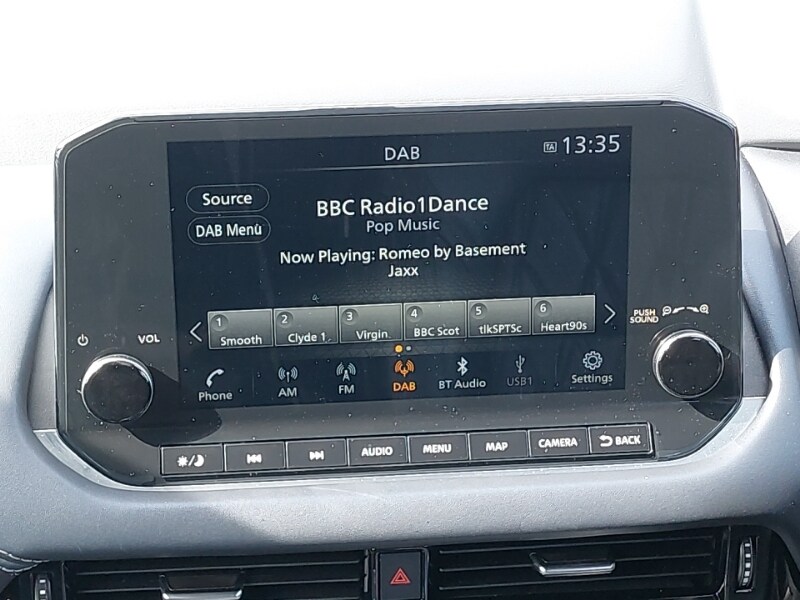 DAB
TA 13:35
Source
BBC Radio1Dance
Pop Music
DAB Menu
Now Playing: Romeo by Basement
Jaxx
1 Smooth
2 Clyde 1
3 Virgin
4 BBC Scot
5 tlkSPTSc
6 Heart90s
VOL
PUSH
SOUND
Phone
AM
FM
DAB
BT Audio
USB1
Settings
AUDIO
MENU
MAP
CAMERA
BACK